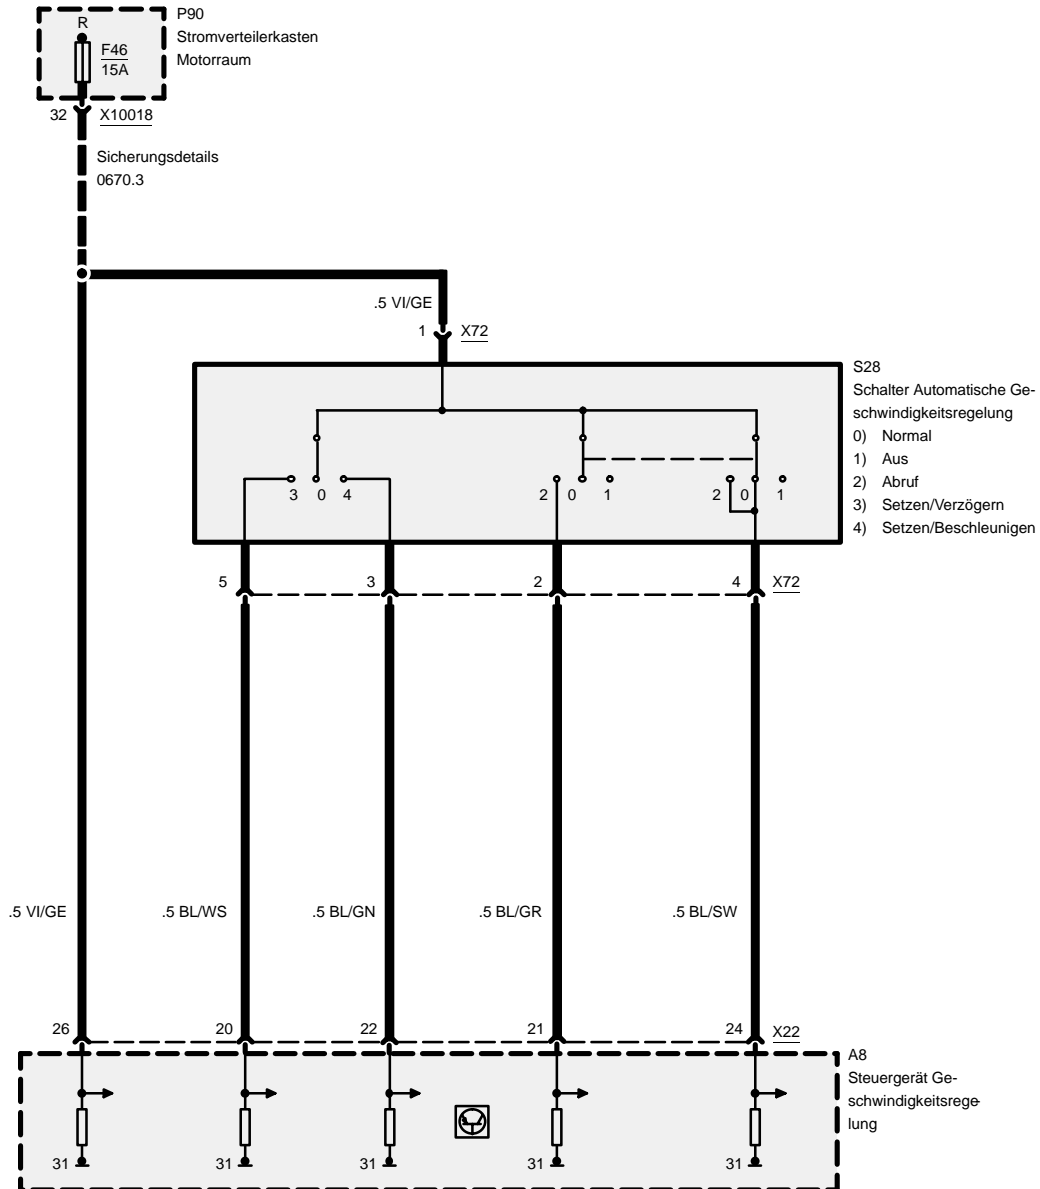 P90
R
Stromverteilerkasten
F46
Motorraum
15A
32 X10018
Sicherungsdetails
0670.3
.5 VI/GE
1 X72
S28
Schalter Automatische Ge-
schwindigkeitsregelung
0) Normal
1) Aus
2) Abruf
3) Setzen/Verzögern
4) Setzen/Beschleunigen
3 0 4 2 0 1 2 0 1
5 3 2 4 X72
.5 VI/GE .5 BL/WS .5 BL/GN .5 BL/GR .5 BL/SW
26 20 22 21 24 X22
A8
Steuergerät Ge-
schwindigkeitsrege-
lung
31 31 31 31 31